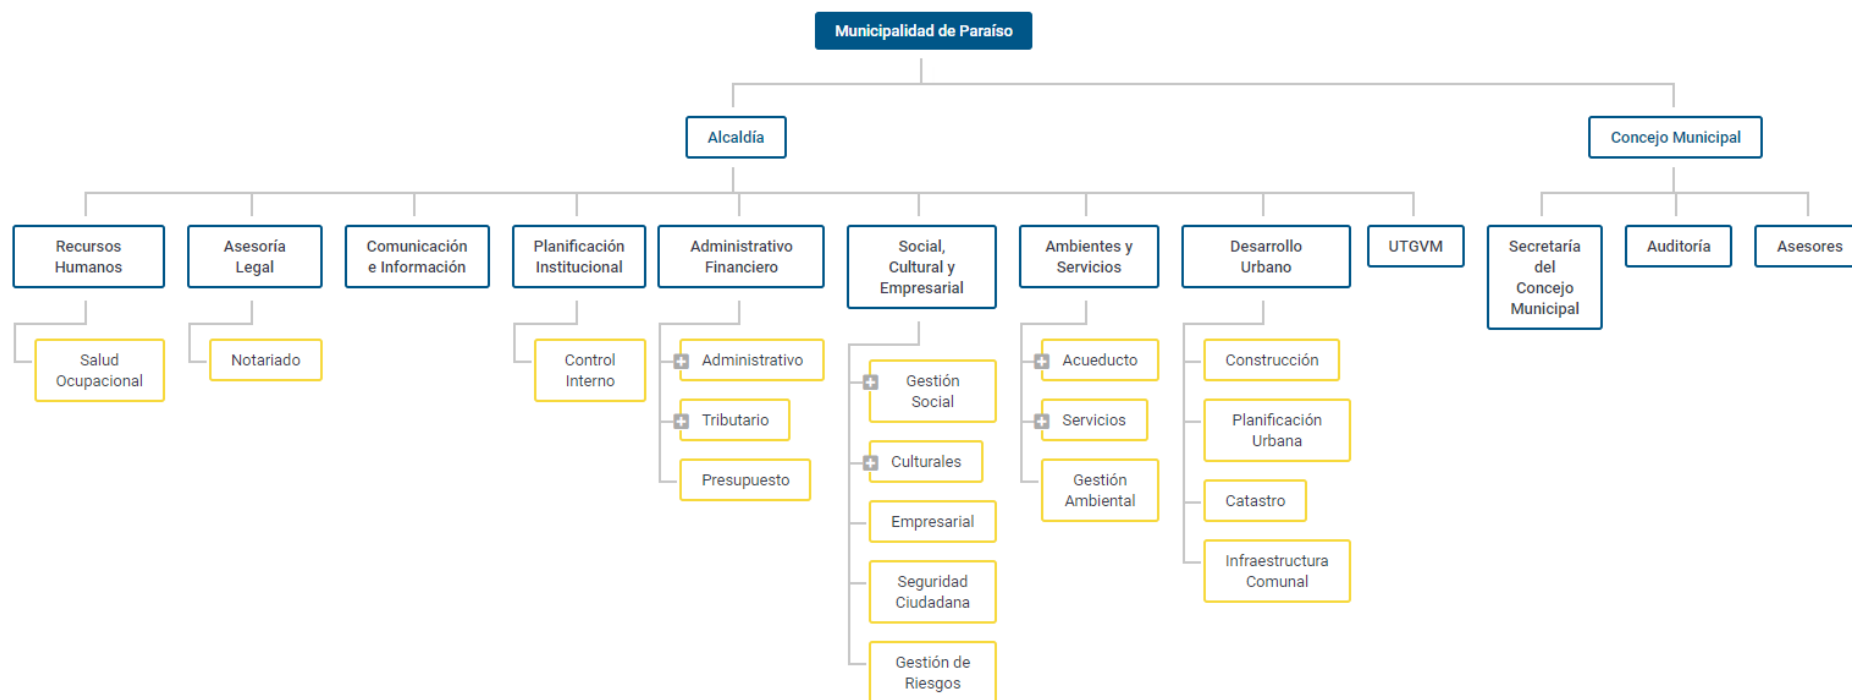 Municipalidad de Paraíso
Alcaldía
Concejo Municipal
Recursos
Humanos
Asesoría
Legal
Comunicación
e Información
Planificación
Institucional
Administrativo
Financiero
Social,
Cultural y
Empresarial
Ambientes y
Servicios
Desarrollo
Urbano
UTGVM
Secretaría
del
Concejo
Municipal
Auditoría
Asesores
Salud
Ocupacional
Notariado
Control
Interno
Administrativo
Tributario
Presupuesto
Gestión
Social
Culturales
Empresarial
Seguridad
Ciudadana
Gestión de
Riesgos
Acueducto
Servicios
Gestión
Ambiental
Construcción
Planificación
Urbana
Catastro
Infraestructura
Comunal